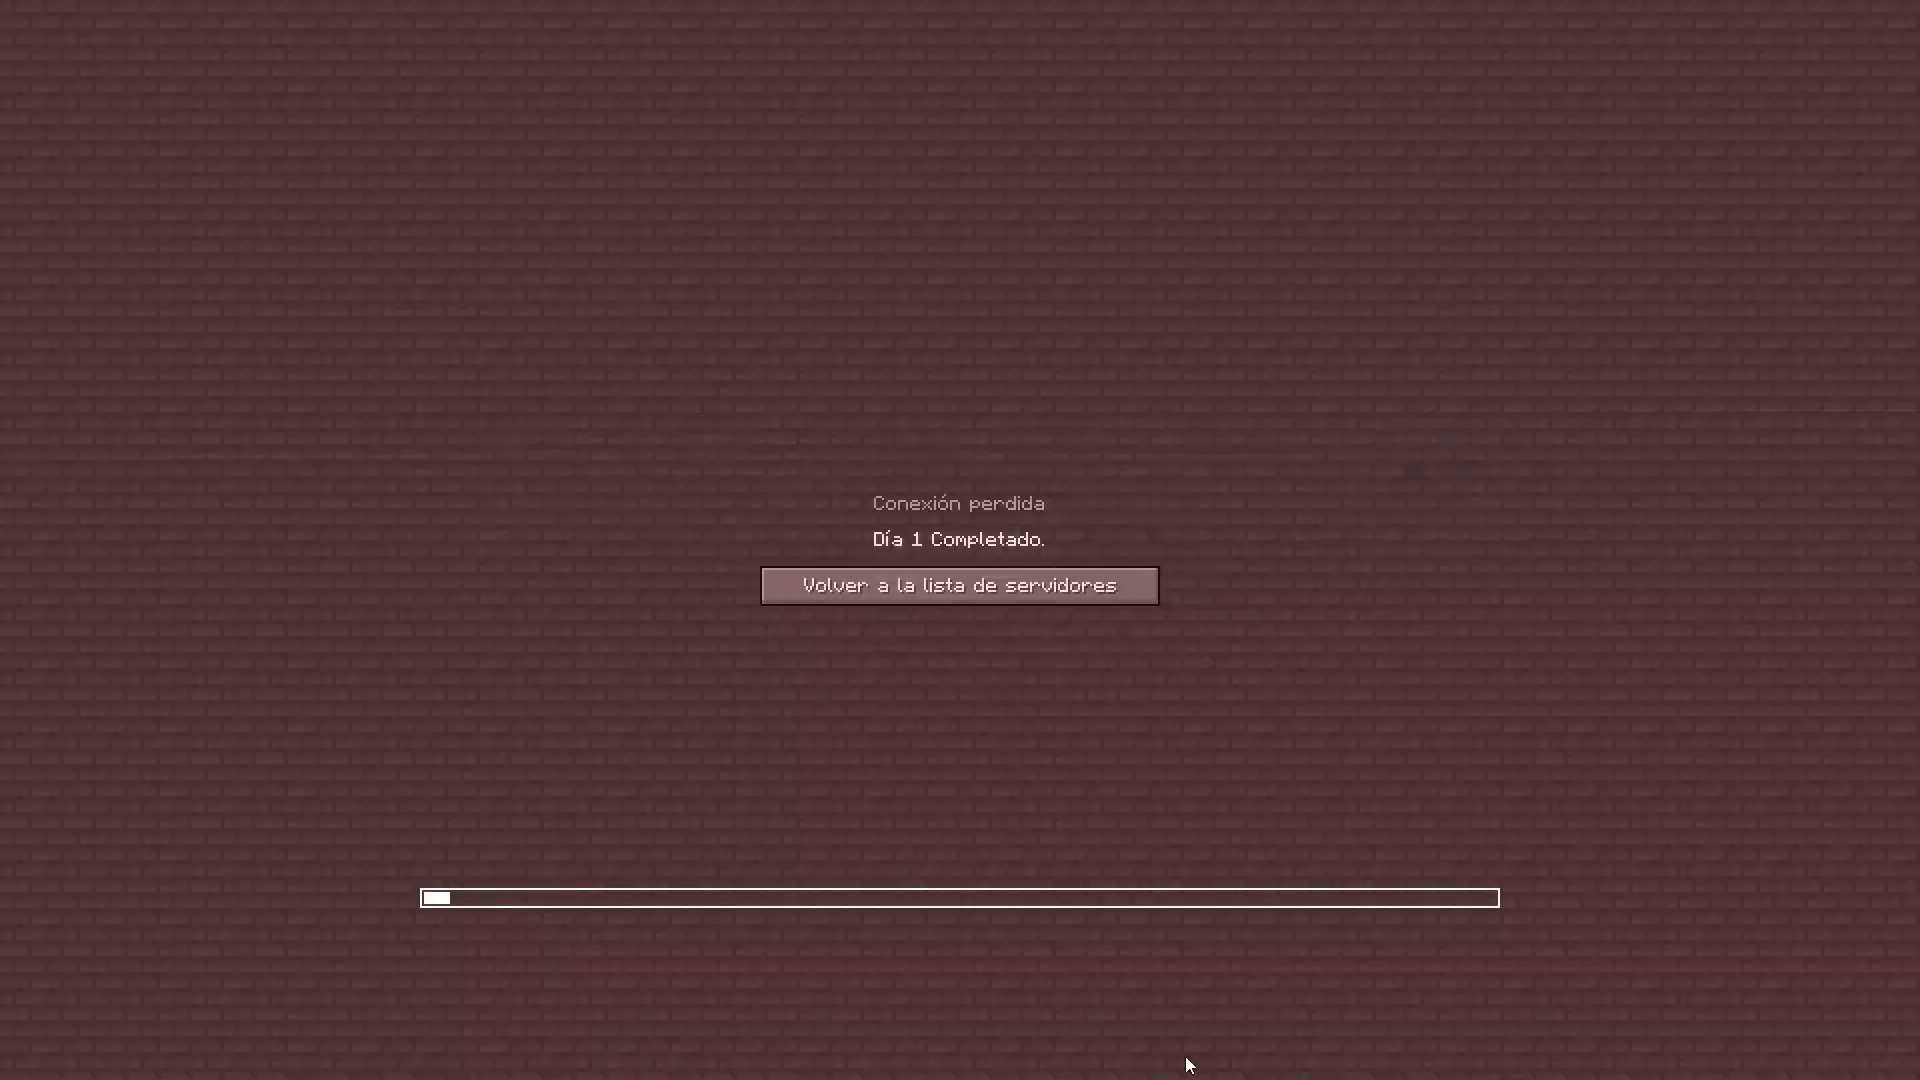 Conexión perdida
Día 1 Completado.
Volver a la lista de servidores